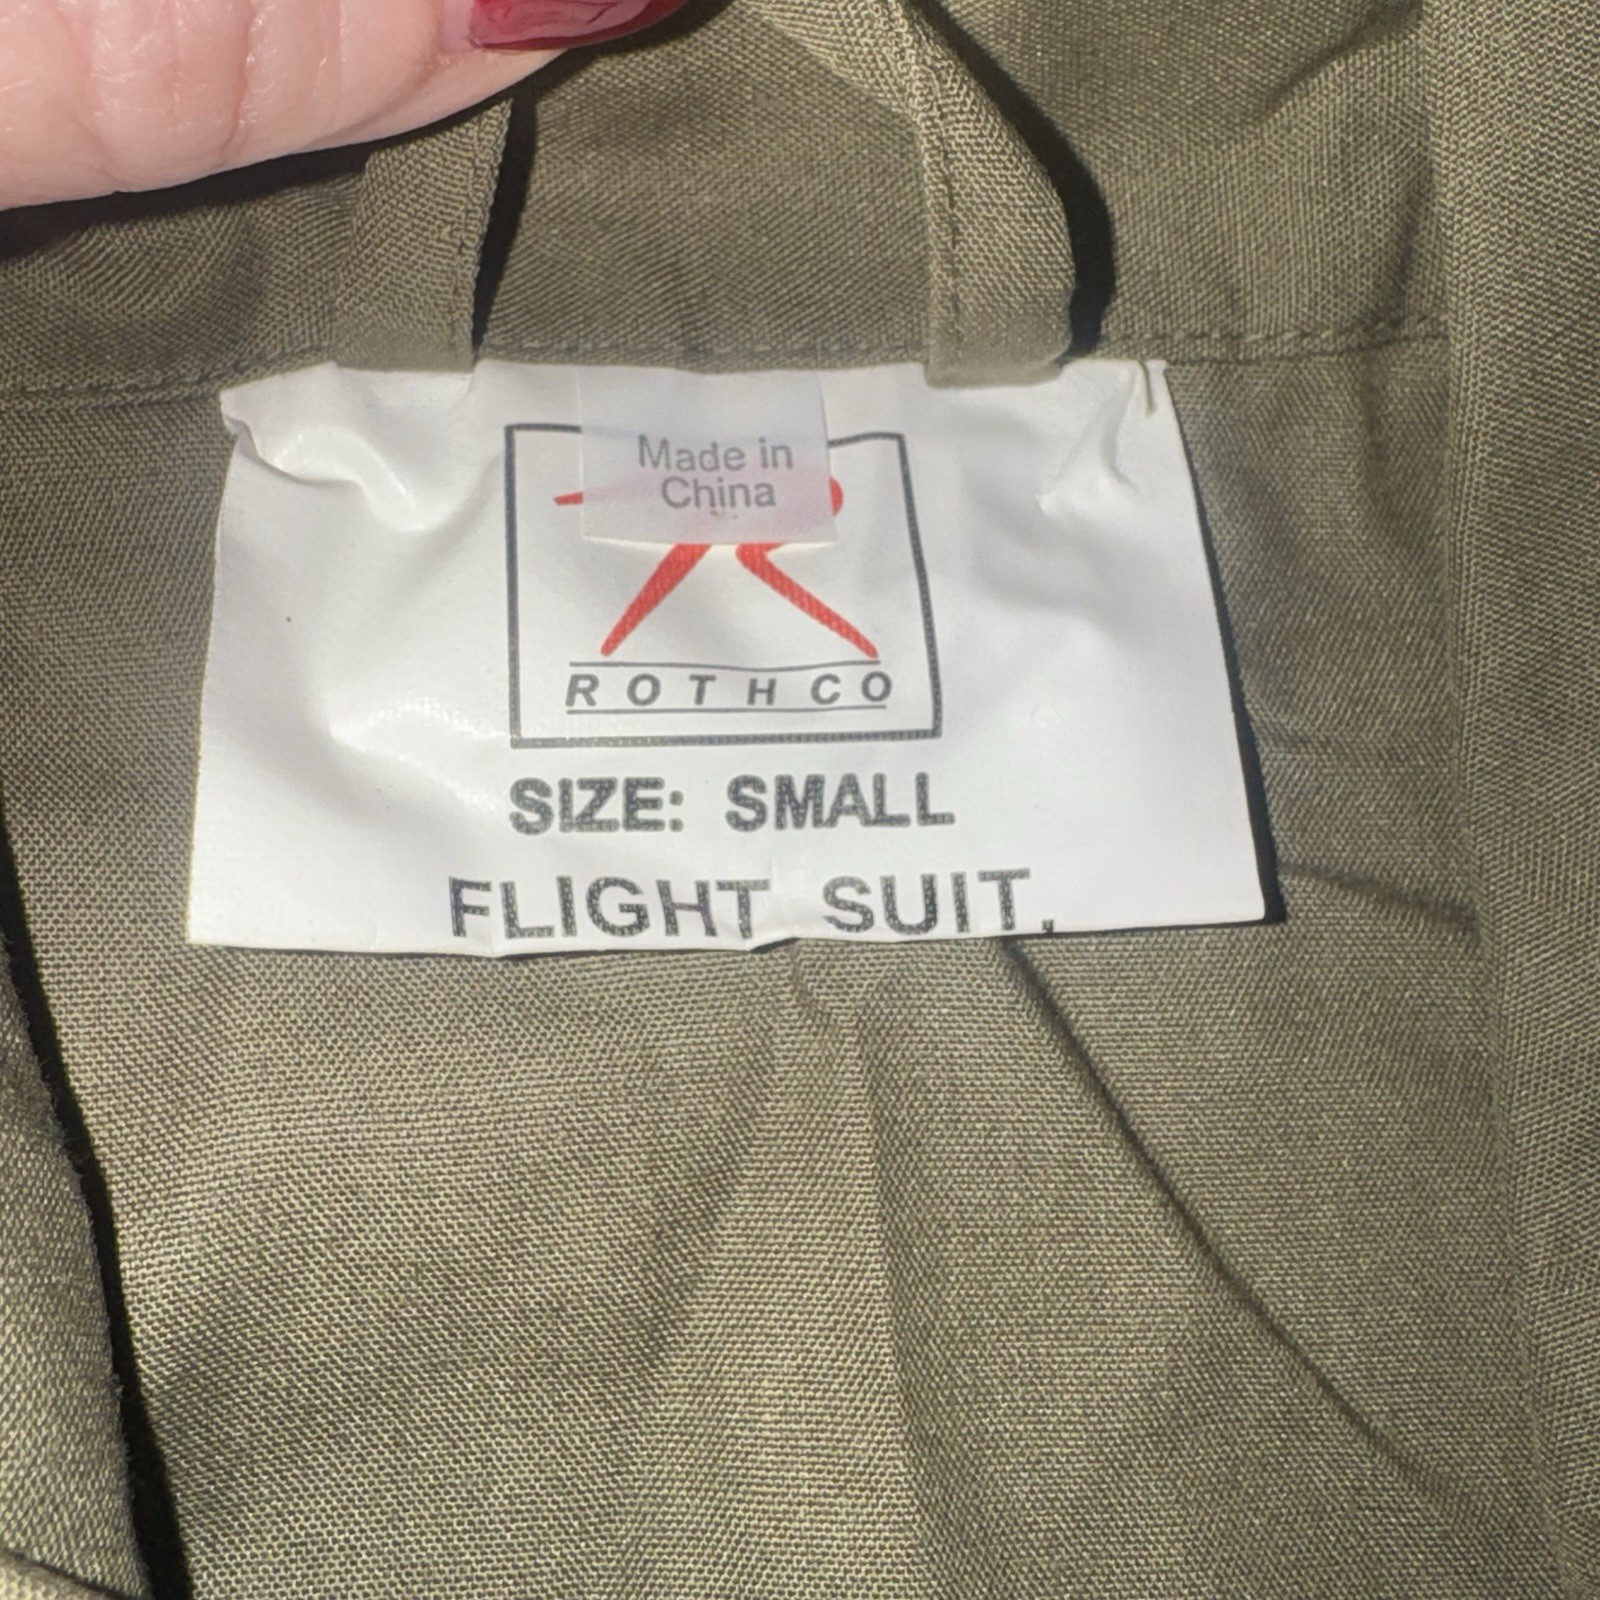 Made in
China
ROTHCO
SIZE: SMALL
FLIGHT SUIT.